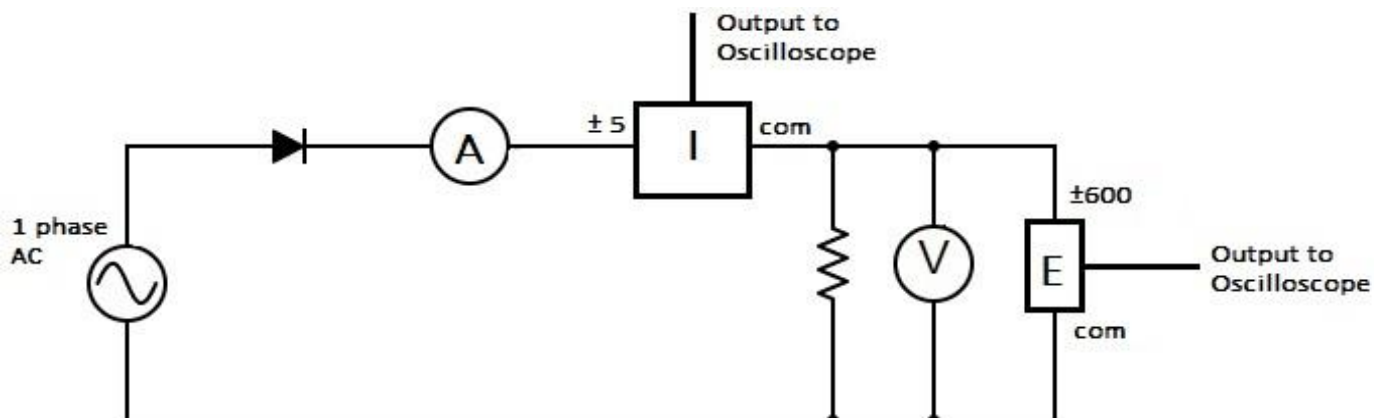 Output to
Oscilloscope
± 5
I
com
A
1 phase
AC
±600
V
E
Output to
Oscilloscope
com